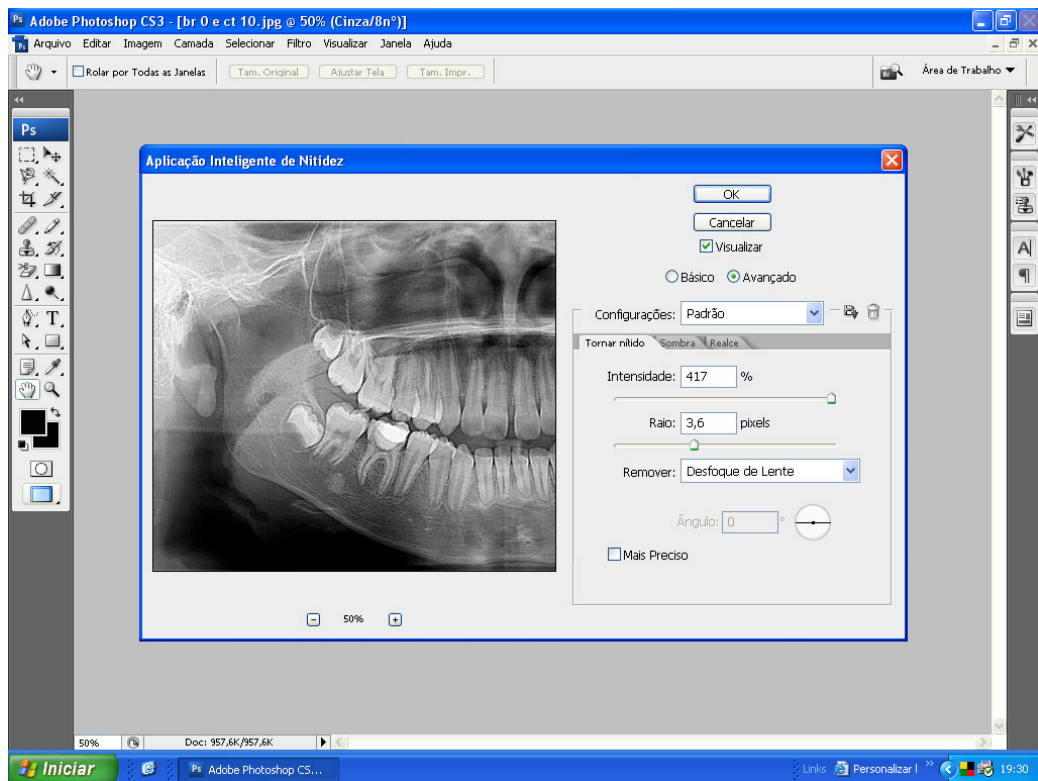 Ps Adobe Photoshop CS3 - [br 0 e ct 10.jpg @ 50% (Cinza/8n°)]
Arquivo Editar Imagem Camada Selecionar Filtro Visualizar Janela Ajuda
Rolar por Todas as Janelas Tam. Original Ajustar Tela Tam. Impr. Área de Trabalho
Ps
Aplicação Inteligente de Nitidez
OK
Cancelar
Visualizar
Básico Avançado
Configurações: Padrão
Tornar nítido Sombra Realce
Intensidade: 417 %
Raio: 3,6 pixels
Remover: Desfoque de Lente
Ângulo: 0 °
Mais Preciso
50%
50% Doc: 957,6K/957,6K
Iniciar Ps Adobe Photoshop CS... Links Personalizar l 19:30